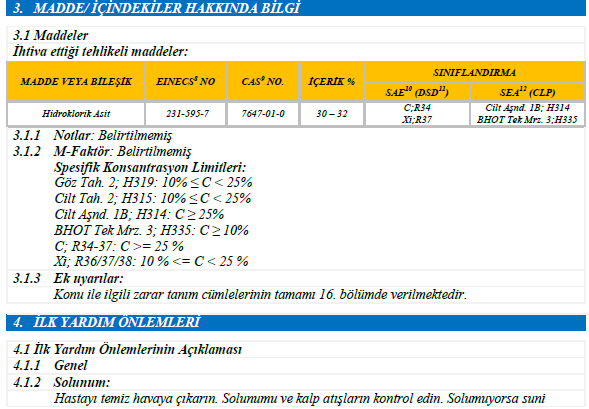 3. MADDE/ İÇİNDEKİLER HAKKINDA BİLGİ
3.1 Maddeler
İhtiva ettiği tehlikeli maddeler:
MADDE VEYA BİLEŞİK EINECS⁸ NO CAS⁹ NO. İÇERİK % SINIFLANDIRMA
SAE¹⁰ (DSD¹¹) SEA¹² (CLP)
Hidroklorik Asit 231-595-7 7647-01-0 30 – 32 C;R34 Cilt Aşnd. 1B; H314
Xi;R37 BHOT Tek Mrz. 3;H335
3.1.1 Notlar: Belirtilmemiş
3.1.2 M-Faktör: Belirtilmemiş
Spesifik Konsantrasyon Limitleri:
Göz Tah. 2; H319: 10% ≤ C < 25%
Cilt Tah. 2; H315: 10% ≤ C < 25%
Cilt Aşnd. 1B; H314: C ≥ 25%
BHOT Tek Mrz. 3; H335: C ≥ 10%
C; R34-37: C >= 25 %
Xi; R36/37/38: 10 % <= C < 25 %
3.1.3 Ek uyarılar:
Konu ile ilgili zarar tanım cümlelerinin tamamı 16. bölümde verilmektedir.
4. İLK YARDIM ÖNLEMLERİ
4.1 İlk Yardım Önlemlerinin Açıklaması
4.1.1 Genel
4.1.2 Solunum:
Hastayı temiz havaya çıkarın. Solunumu ve kalp atışların kontrol edin. Solumuyorsa suni